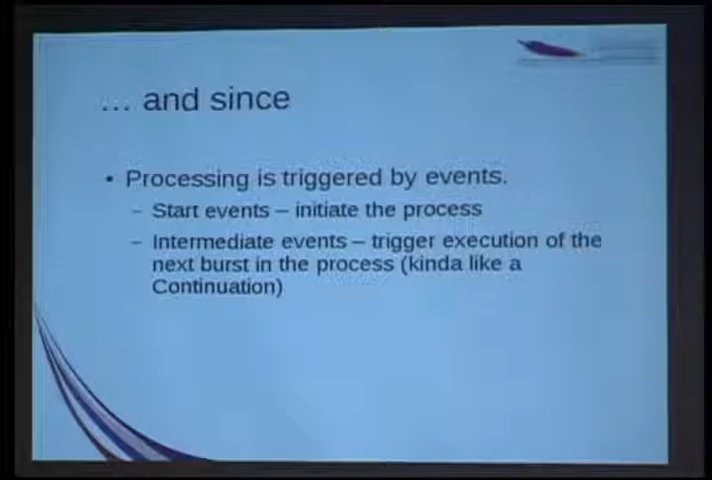 ... and since
• Processing is triggered by events.
– Start events – initiate the process
– Intermediate events – trigger execution of the
next burst in the process (kinda like a
Continuation)